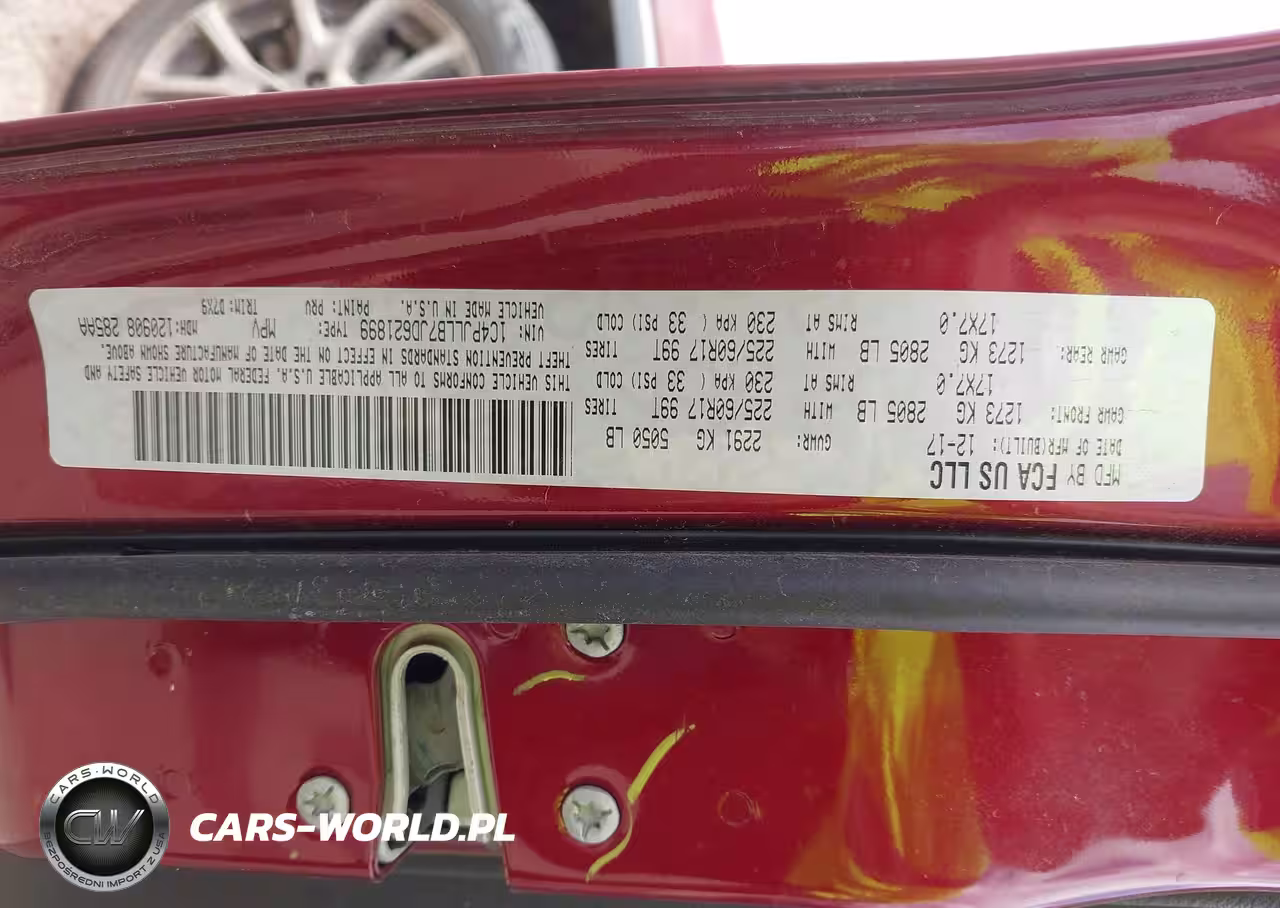 MFD BY FCA US LLC
DATE OF MFR(BUILT): 12-17 GVWR: 2291 KG 5050 LB
GAWR FRONT: 1273 KG 2805 LB WITH 225/60R17 99T TIRES
17X7.0 RIMS AT 230 KPA ( 33 PSI) COLD
GAWR REAR: 1273 KG 2805 LB WITH 225/60R17 99T TIRES
17X7.0 RIMS AT 230 KPA ( 33 PSI) COLD
THIS VEHICLE CONFORMS TO ALL APPLICABLE U.S.A. FEDERAL MOTOR VEHICLE SAFETY AND
THEFT PREVENTION STANDARDS IN EFFECT ON THE DATE OF MANUFACTURE SHOWN ABOVE.
VIN: 1C4PJLLB7JD621899 TYPE: MPV MDH:120908 285AA
VEHICLE MADE IN U.S.A. PAINT: PRV TRIM: D7X9
CARS-WORLD
CW
BEZPOŚREDNI IMPORT Z USA
CARS-WORLD.PL